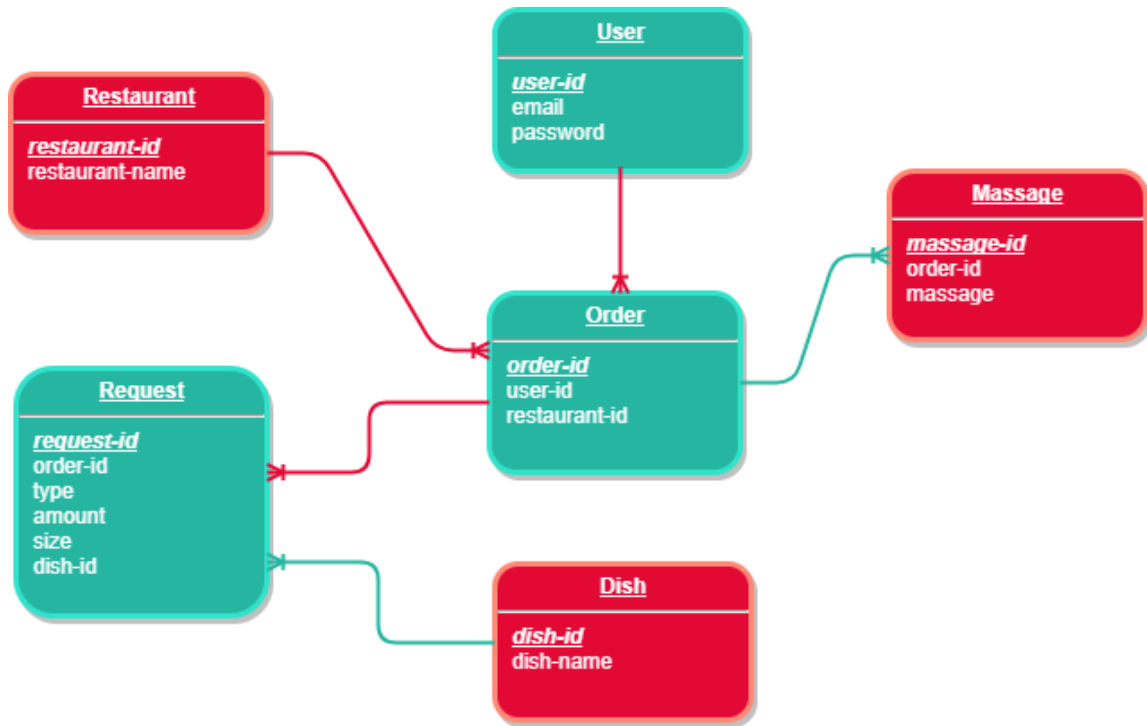 User
user-id
email
password
Restaurant
restaurant-id
restaurant-name
Massage
massage-id
order-id
massage
Order
order-id
user-id
restaurant-id
Request
request-id
order-id
type
amount
size
dish-id
Dish
dish-id
dish-name